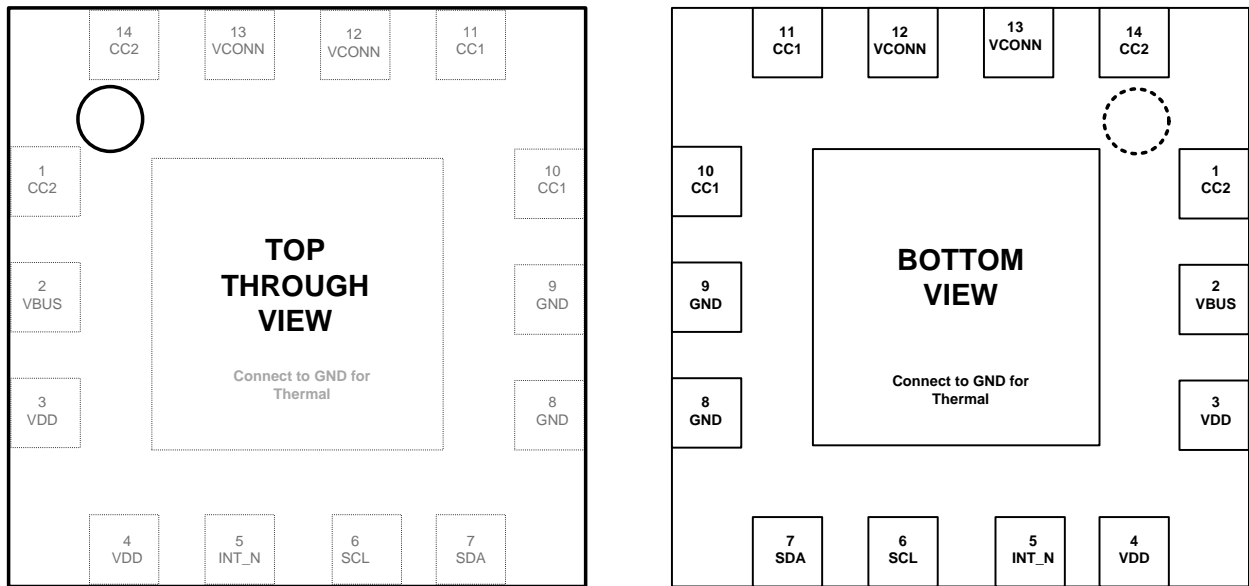 14
CC2
13
VCONN
12
VCONN
11
CC1
1
CC2
10
CC1
2
VBUS
9
GND
3
VDD
8
GND
TOP
THROUGH
VIEW
Connect to GND for
Thermal
4
VDD
5
INT_N
6
SCL
7
SDA
11
CC1
12
VCONN
13
VCONN
14
CC2
10
CC1
1
CC2
9
GND
2
VBUS
8
GND
3
VDD
BOTTOM
VIEW
Connect to GND for
Thermal
7
SDA
6
SCL
5
INT_N
4
VDD